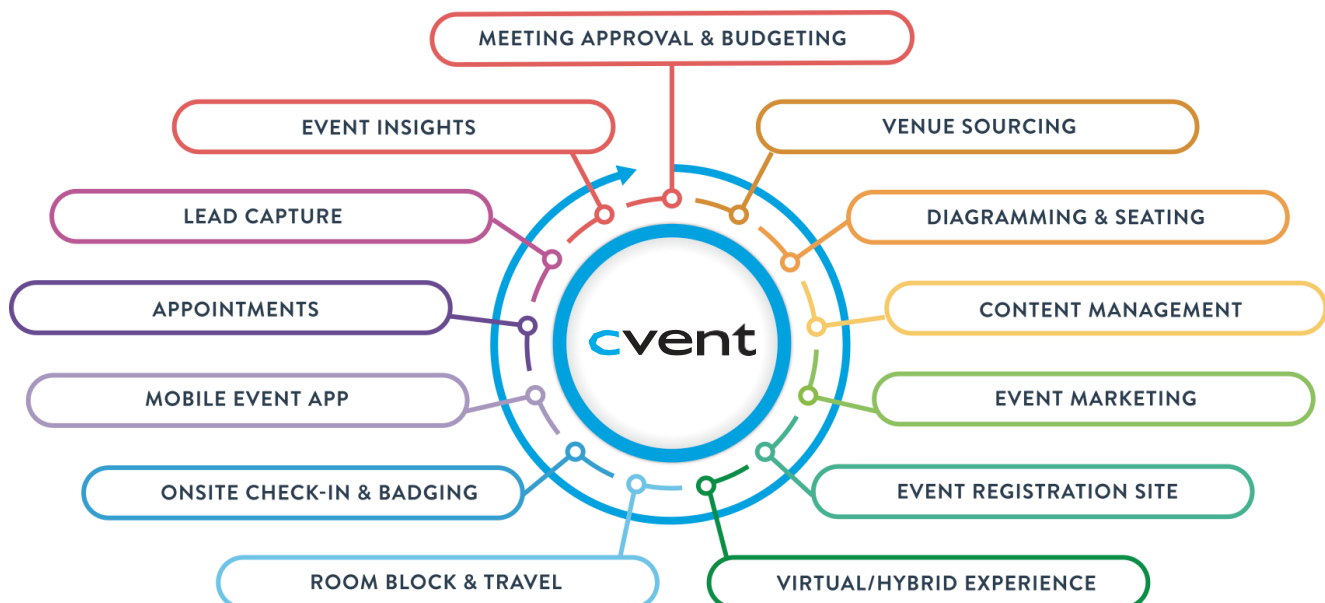 MEETING APPROVAL & BUDGETING
EVENT INSIGHTS
VENUE SOURCING
LEAD CAPTURE
DIAGRAMMING & SEATING
APPOINTMENTS
CONTENT MANAGEMENT
cvent
MOBILE EVENT APP
EVENT MARKETING
ONSITE CHECK-IN & BADGING
EVENT REGISTRATION SITE
ROOM BLOCK & TRAVEL
VIRTUAL/HYBRID EXPERIENCE